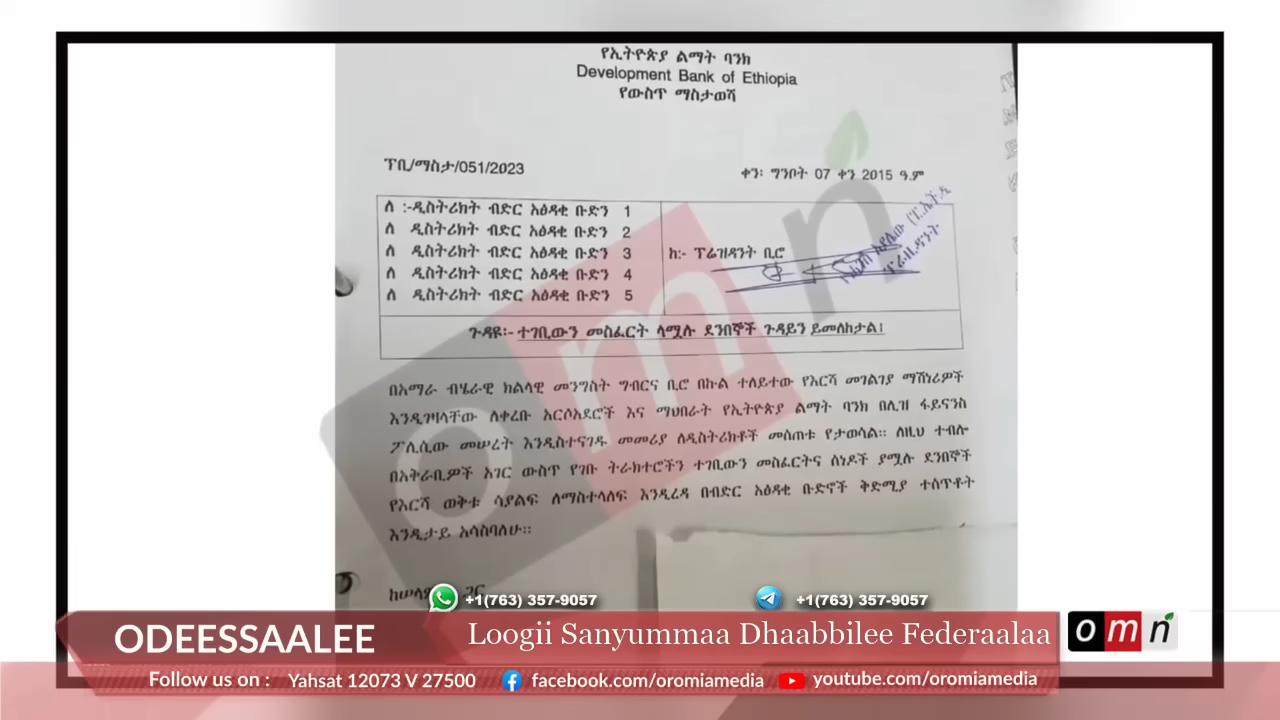 የኢትዮጵያ ልማት ባንክ
Development Bank of Ethiopia
የውስጥ ማስታወሻ
ፕቢ/ማስታ/051/2023
ቀን፡ ግንቦት 07 ቀን 2015 ዓ.ም
ለ :-ዲስትሪክት ብድር አፅዳቂ ቡድን 1
ለ ዲስትሪክት ብድር አፅዳቂ ቡድን 2
ለ ዲስትሪክት ብድር አፅዳቂ ቡድን 3
ለ ዲስትሪክት ብድር አፅዳቂ ቡድን 4
ለ ዲስትሪክት ብድር አፅዳቂ ቡድን 5
ከ:- ፕሬዝዳንት ቢሮ
ፕሬዚዳንት
ጉዳዩ፡- ተገቢውን መስፈርት ላሟሉ ደንበኞች ጉዳይን ይመለከታል፤
በአማራ ብሄራዊ ክልላዊ መንግስት ግብርና ቢሮ በኩል ተለይተው የእርሻ መገልገያ ማሽነሪዎች
እንዲገዛላቸው ለቀረቡ አርሶአደሮች እና ማህበራት የኢትዮጵያ ልማት ባንክ በሊዝ ፋይናንስ
ፖሊሲው መሠረት እንዲስተናገዱ መመሪያ ለዲስትሪክቶች መስጠቱ የታወሳል። ለዚህ ተብሎ
በአቅራቢዎች አገር ውስጥ የገቡ ትራክተሮችን ተገቢውን መስፈርትና ሰነዶች ያሟሉ ደንበኞች
የእርሻ ወቅቱ ሳያልፍ ለማስተላለፍ እንዲረዳ በብድር አፅዳቂ ቡድኖች ቅድሚያ ተሰጥቶት
እንዲታይ አሳስባለሁ።
ከሠላም ጋር
+1(763) 357-9057
+1(763) 357-9057
ODEESSAALEE
Loogii Sanyummaa Dhaabbilee Federaalaa
omn
Follow us on : Yahsat 12073 V 27500 facebook.com/oromiamedia youtube.com/oromiamedia
omn